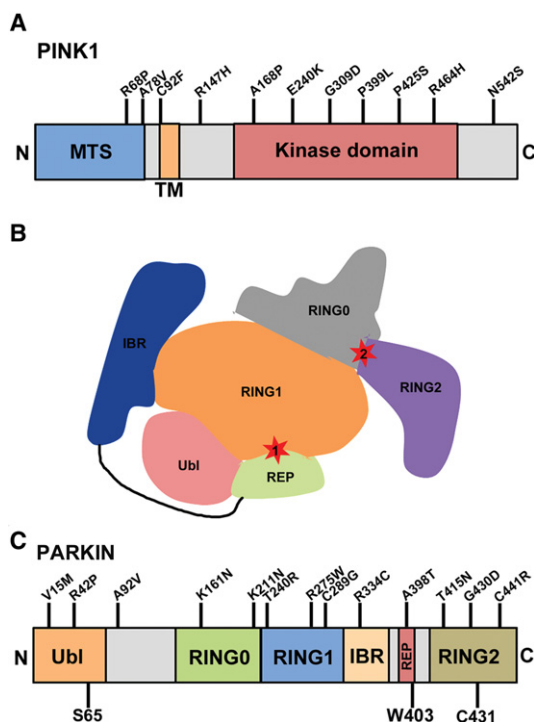 A
PINK1
R68P A78V C92F R147H A168P E240K G309D P399L P425S R464H N542S
N MTS Kinase domain C
TM
B
RING0
IBR
2
RING1
RING2
1
Ubl
REP
C
PARKIN
V15M R42P A92V K161N K211N T240R R275W C289G R334C A398T T415N G430D C441R
N Ubl RING0 RING1 IBR REP RING2 C
S65 W403 C431